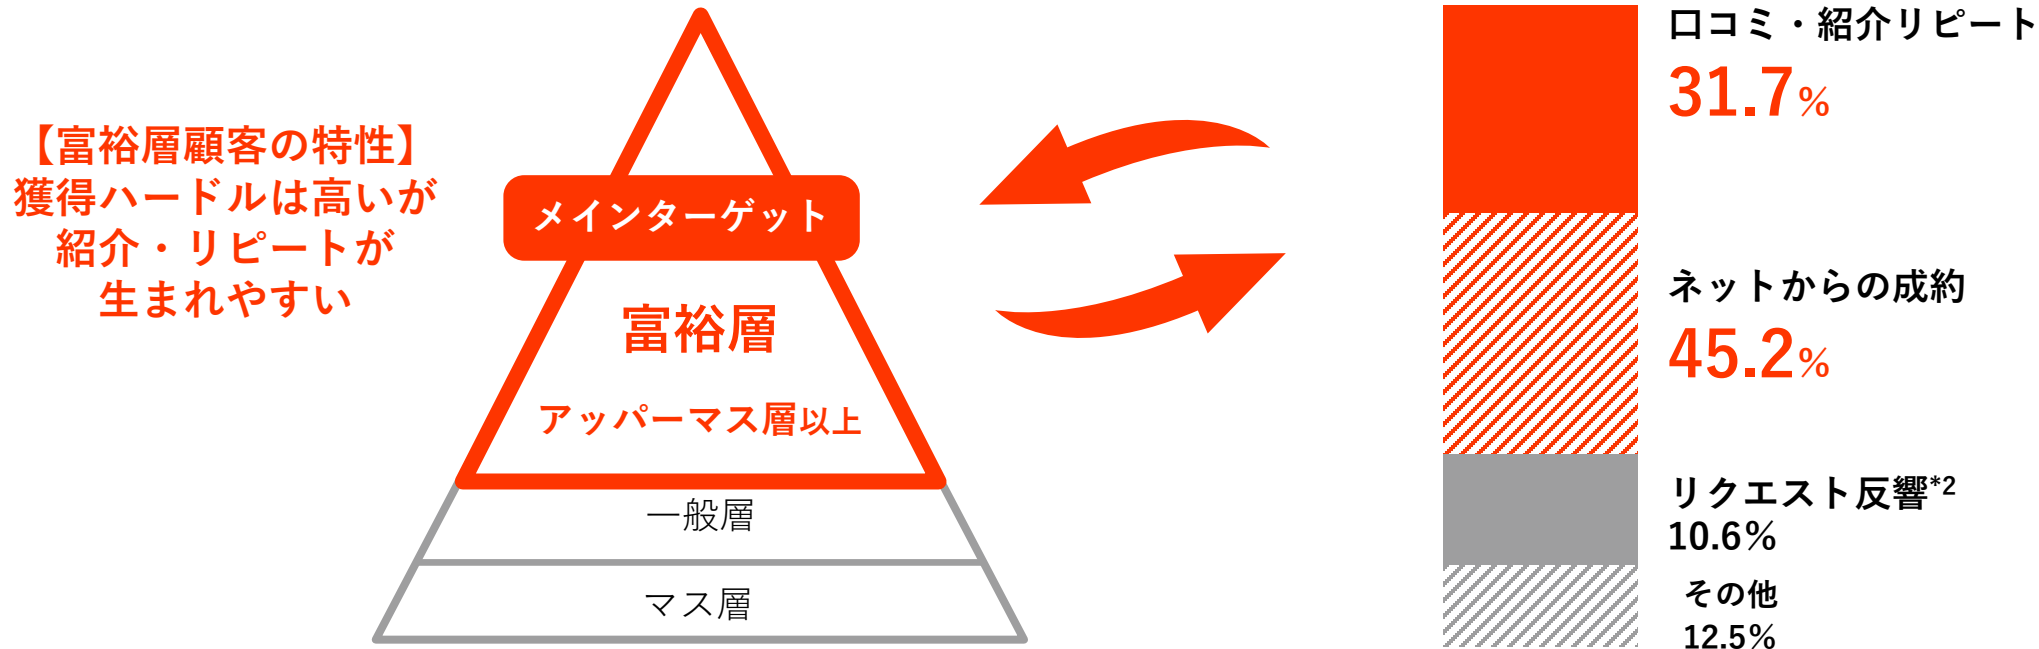 【富裕層顧客の特性】
獲得ハードルは高いが
紹介・リピートが
生まれやすい
メインターゲット
富裕層
アッパーマス層以上
一般層
マス層
口コミ・紹介リピート
31.7%
ネットからの成約
45.2%
リクエスト反響*2
10.6%
その他
12.5%